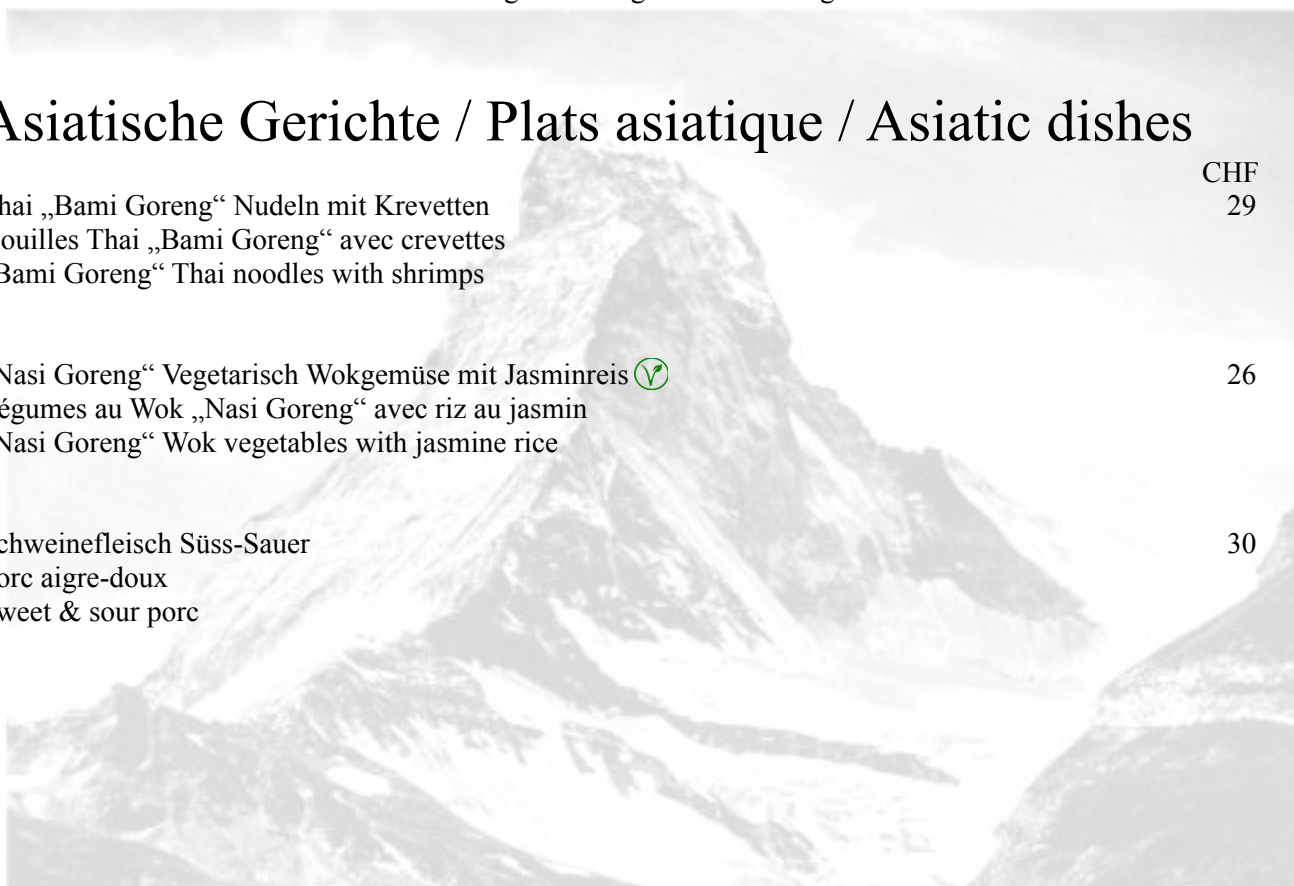 Asiatische Gerichte / Plats asiatique / Asiatic dishes
CHF
hai „Bami Goreng“ Nudeln mit Krevetten 29
ouilles Thai „Bami Goreng“ avec crevettes
Bami Goreng“ Thai noodles with shrimps
Nasi Goreng“ Vegetarisch Wokgemüse mit Jasminreis 26
égumes au Wok „Nasi Goreng“ avec riz au jasmin
Nasi Goreng“ Wok vegetables with jasmine rice
chweinefleisch Süss-Sauer 30
orc aigre-doux
weet & sour porc